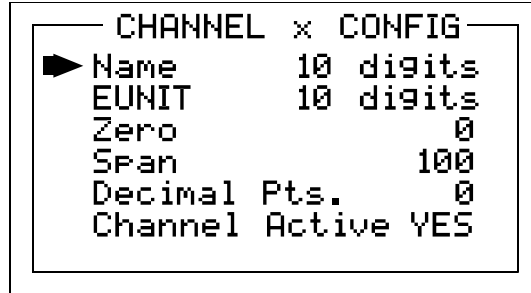 CHANNEL x CONFIG
Name 10 digits
EUNIT 10 digits
Zero 0
Span 100
Decimal Pts. 0
Channel Active YES